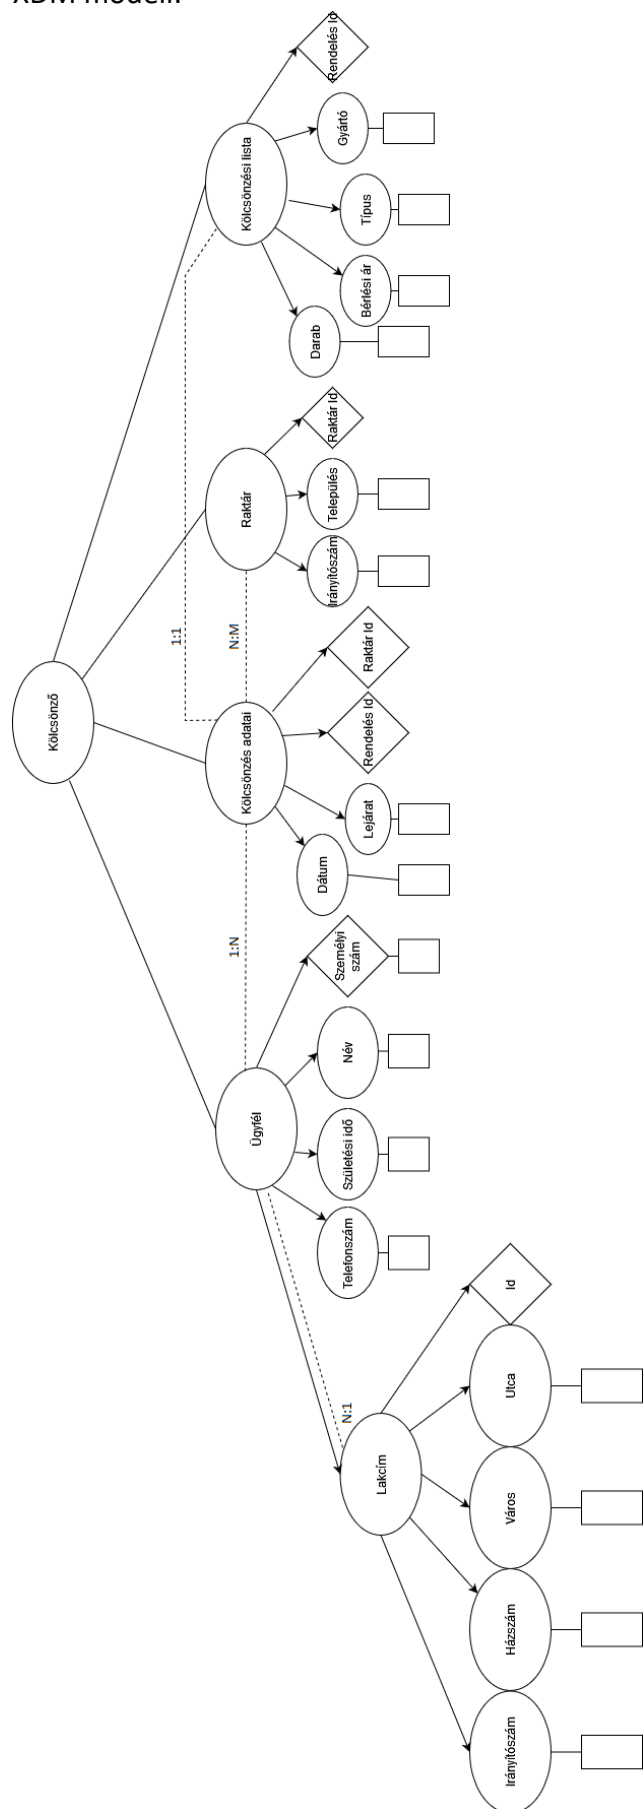 XDM modell:
Kölcsönző
Ügyfél
Kölcsönzés adatai
Raktár
Kölcsönzési lista
1:N
N:M
1:1
N:1
Lakcím
Telefonszám
Születési idő
Név
Személyi
szám
Dátum
Lejárat
Rendelés Id
Raktár Id
Irányítószám
Település
Raktár Id
Darab
Bérlési ár
Típus
Gyártó
Rendelés Id
Irányítószám
Házszám
Város
Utca
Id